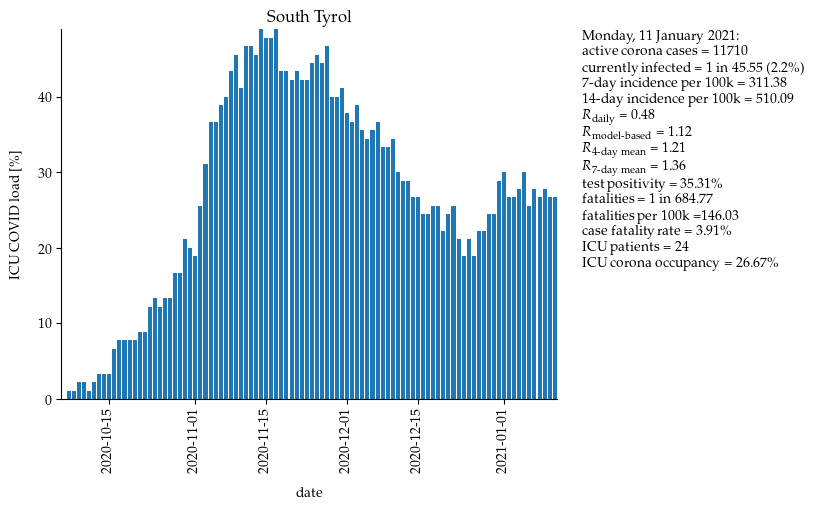 South Tyrol
Monday, 11 January 2021:
active corona cases = 11710
currently infected = 1 in 45.55 (2.2%)
7-day incidence per 100k = 311.38
14-day incidence per 100k = 510.09
R daily = 0.48
R model-based = 1.12
R 4-day mean = 1.21
R 7-day mean = 1.36
test positivity = 35.31%
fatalities = 1 in 684.77
fatalities per 100k =146.03
case fatality rate = 3.91%
ICU patients = 24
ICU corona occupancy = 26.67%
ICU COVID load [%]
40
30
20
10
0
2020-10-15
2020-11-01
2020-11-15
2020-12-01
2020-12-15
2021-01-01
date